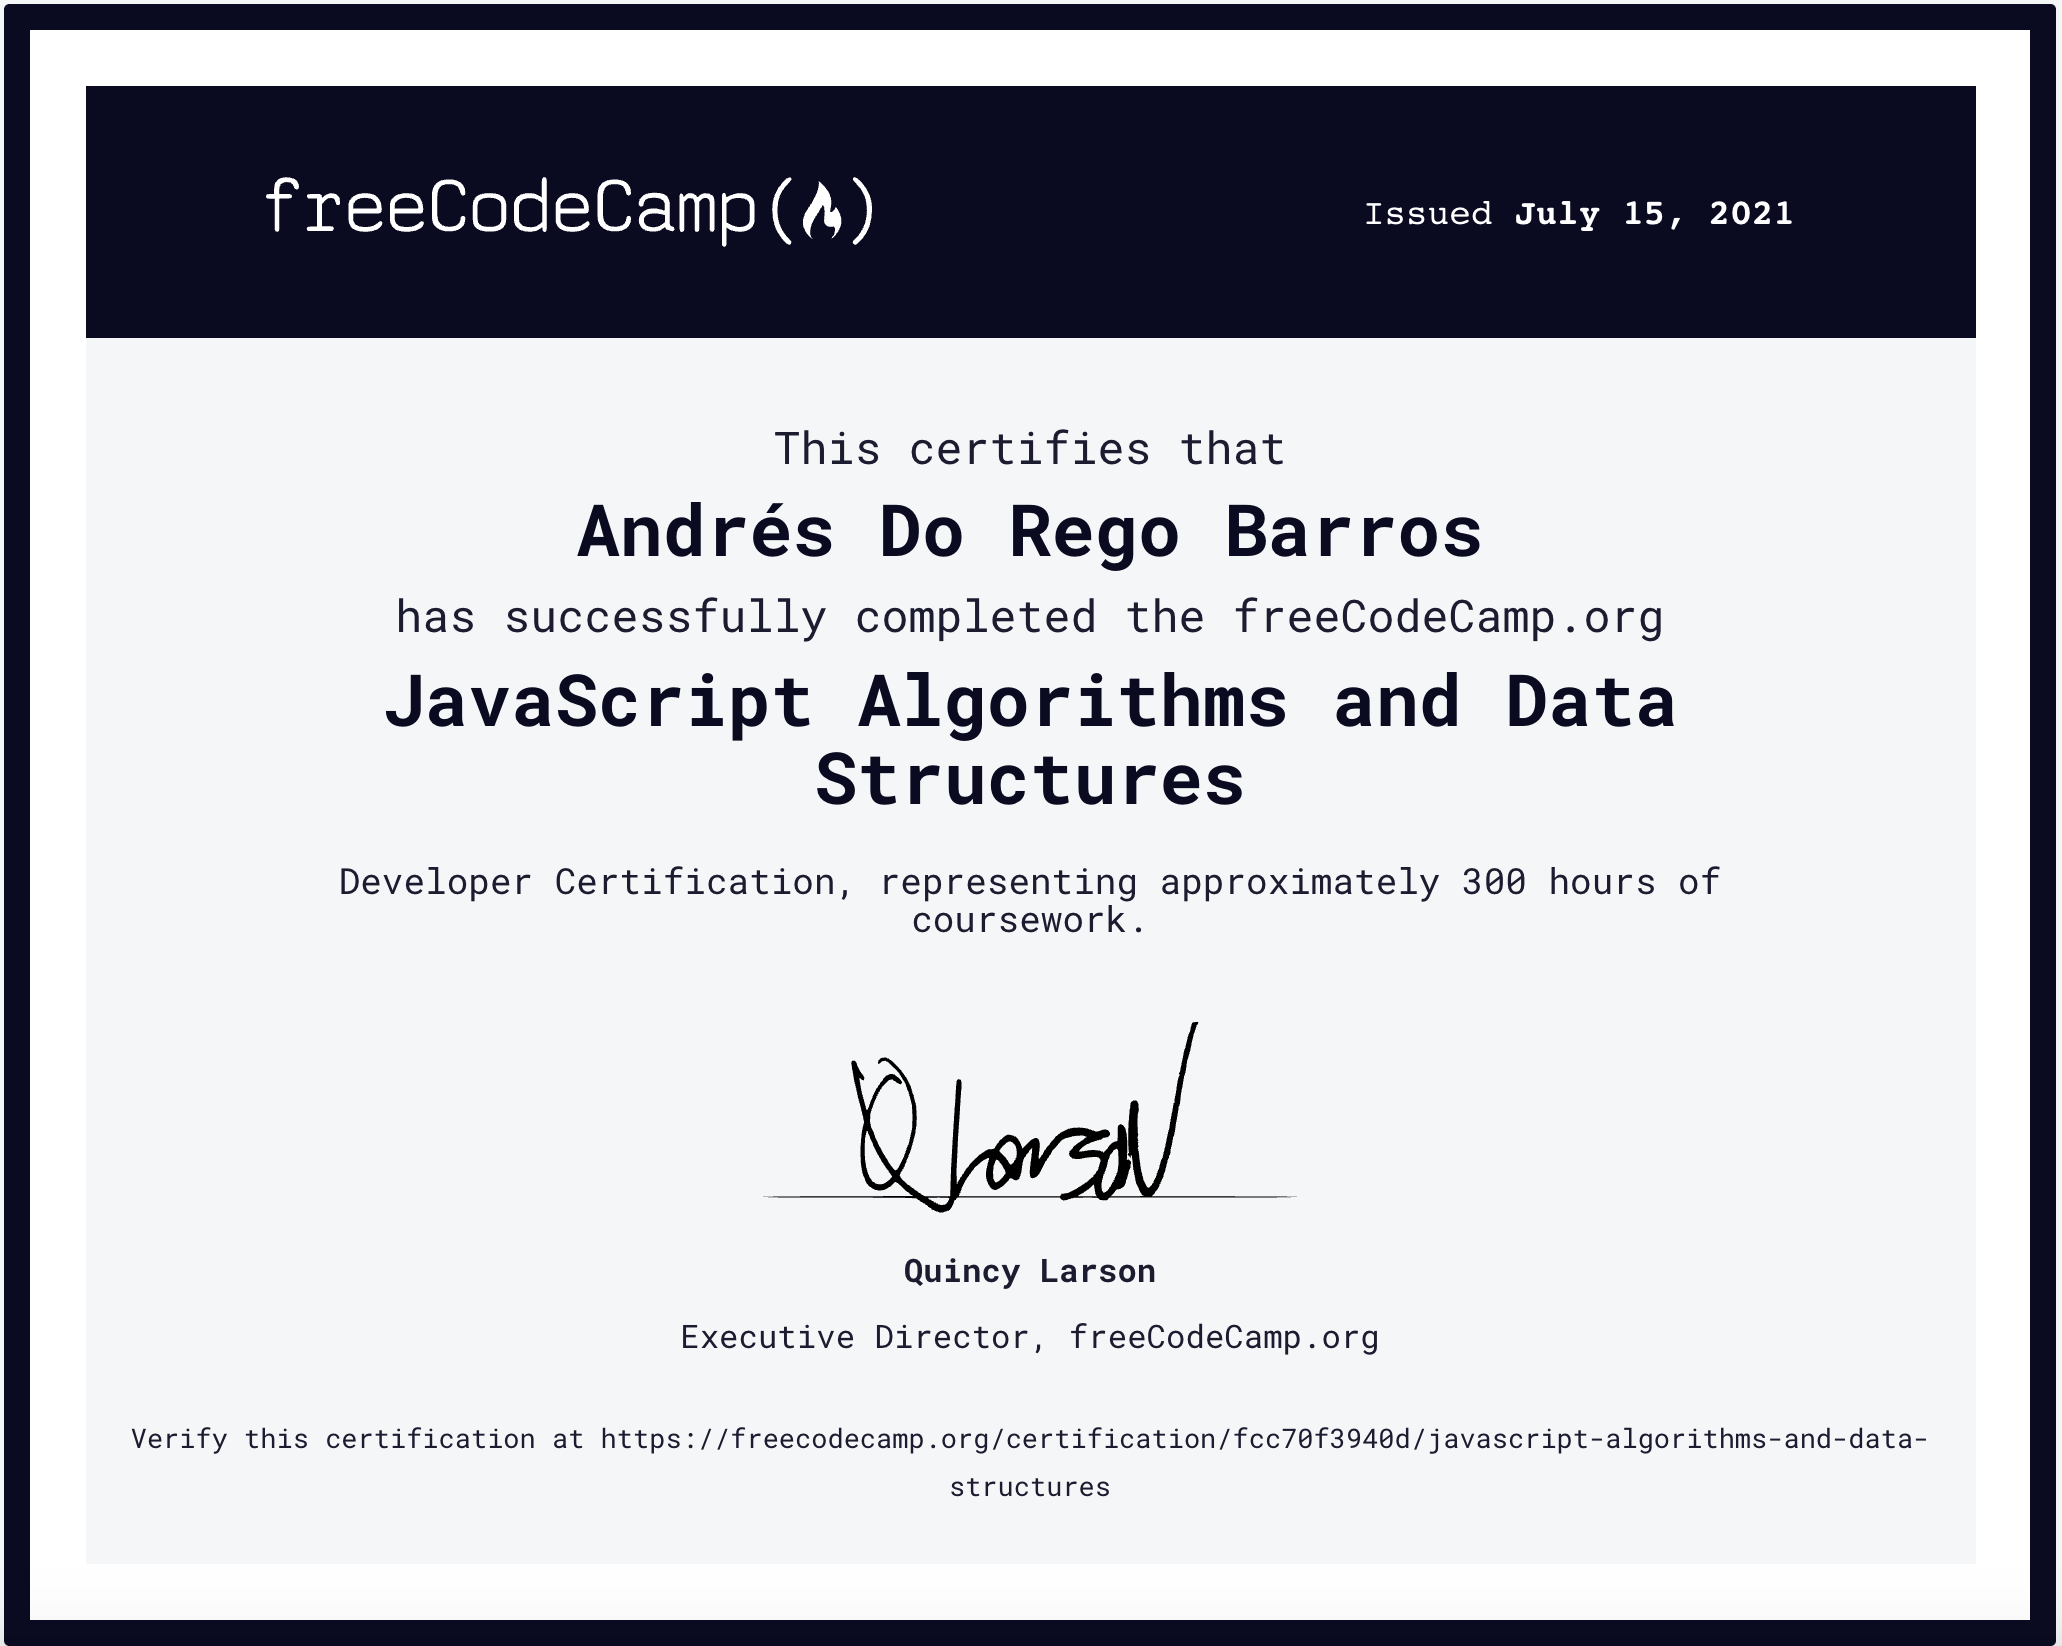 freeCodeCamp(🔥)
Issued July 15, 2021
This certifies that
Andrés Do Rego Barros
has successfully completed the freeCodeCamp.org
JavaScript Algorithms and Data
Structures
Developer Certification, representing approximately 300 hours of
coursework.
Q Larson
Quincy Larson
Executive Director, freeCodeCamp.org
Verify this certification at https://freecodecamp.org/certification/fcc70f3940d/javascript-algorithms-and-data-
structures